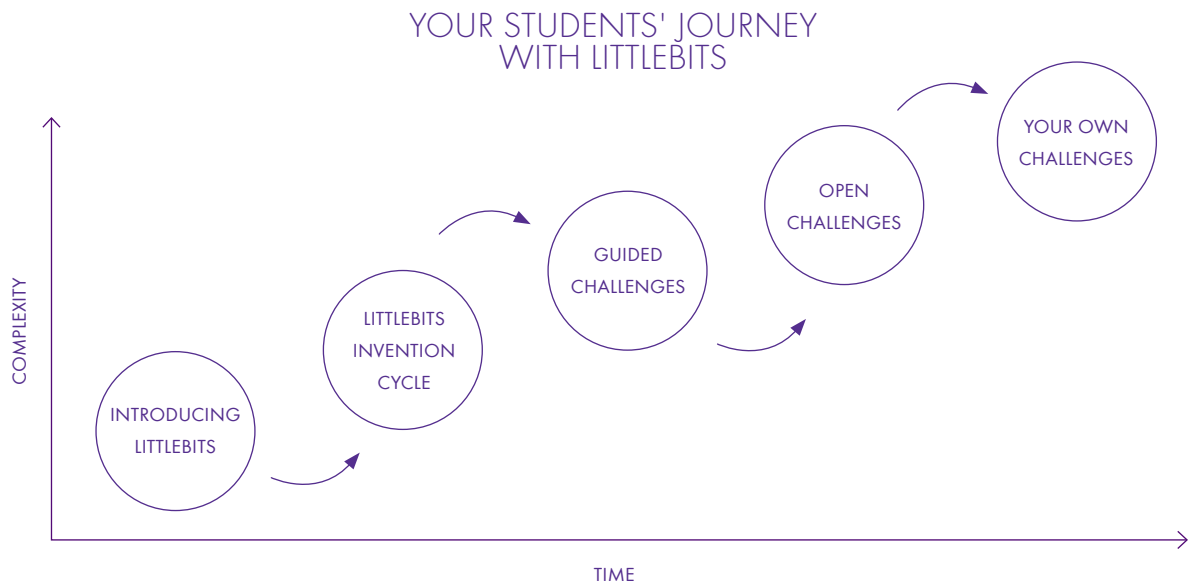 YOUR STUDENTS' JOURNEY
WITH LITTLEBITS
COMPLEXITY
INTRODUCING
LITTLEBITS
LITTLEBITS
INVENTION
CYCLE
GUIDED
CHALLENGES
OPEN
CHALLENGES
YOUR OWN
CHALLENGES
TIME